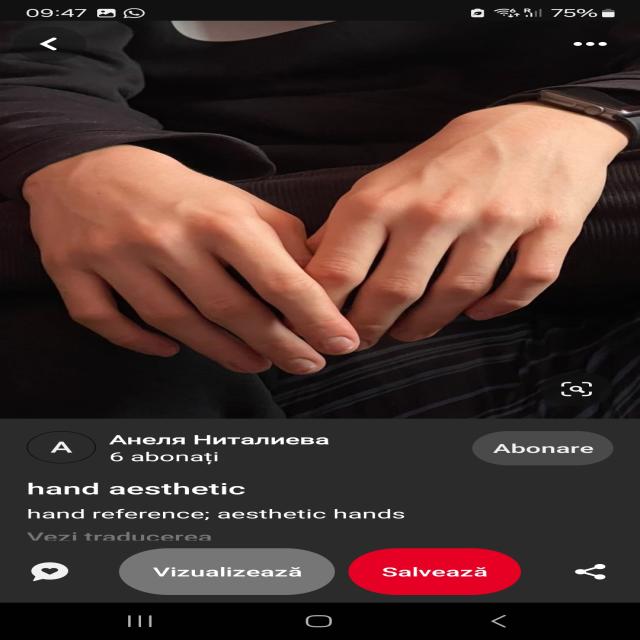 09:47
75%
A
Анеля Ниталиева
6 abonați
Abonare
hand aesthetic
hand reference; aesthetic hands
Vezi traducerea
Vizualizează
Salvează